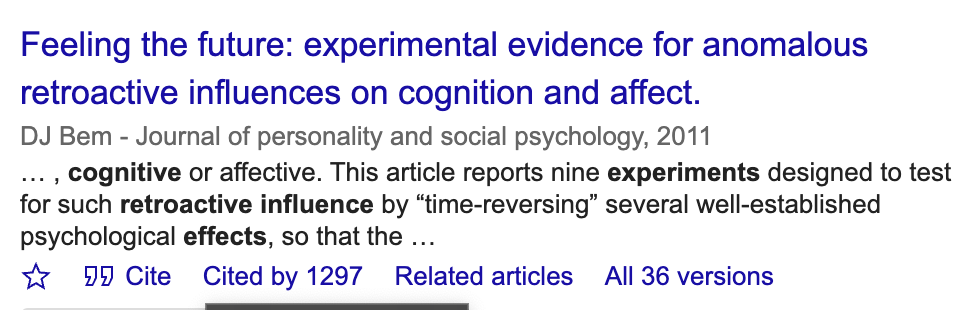 Feeling the future: experimental evidence for anomalous
retroactive influences on cognition and affect.
DJ Bem - Journal of personality and social psychology, 2011
… , cognitive or affective. This article reports nine experiments designed to test
for such retroactive influence by “time-reversing” several well-established
psychological effects, so that the …
Cite Cited by 1297 Related articles All 36 versions